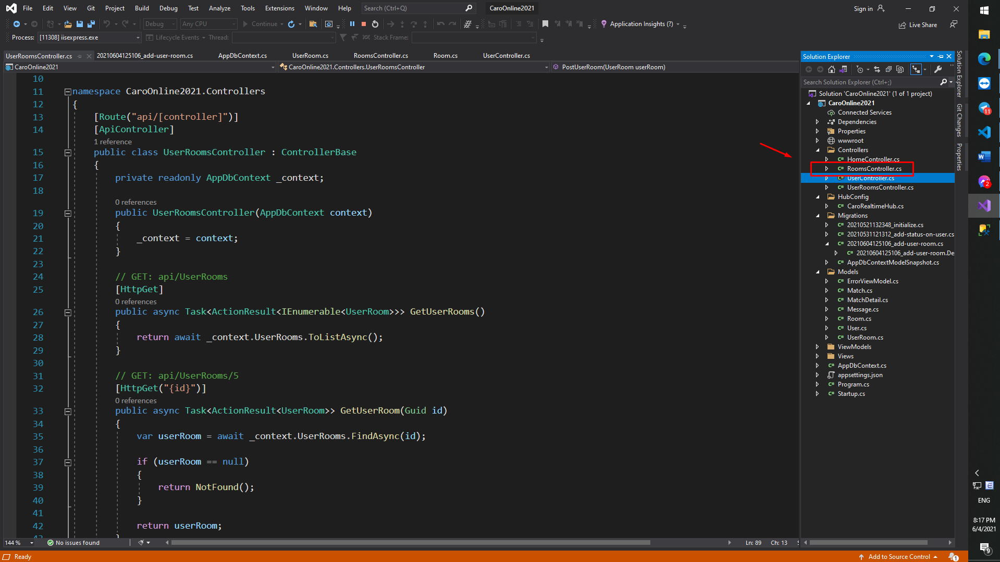 File Edit View Git Project Build Debug Test Analyze Tools Extensions Window Help Search (Ctrl+Q) CaroOnline2021 Sign in
Debug Any CPU Continue Application Insights (?) Live Share
Process: [11308] iisexpress.exe Lifecycle Events Thread: Stack Frame:
UserRoomsController.cs 20210604125106_add-user-room.cs AppDbContext.cs UserRoom.cs RoomsController.cs Room.cs UserController.cs
CaroOnline2021 CaroOnline2021.Controllers.UserRoomsController PostUserRoom(UserRoom userRoom)
10
11 namespace CaroOnline2021.Controllers
12 {
13 [Route("api/[controller]")]
14 [ApiController]
1 reference
15 public class UserRoomsController : ControllerBase
16 {
17 private readonly AppDbContext _context;
18
0 references
19 public UserRoomsController(AppDbContext context)
20 {
21 _context = context;
22 }
23
24 // GET: api/UserRooms
25 [HttpGet]
0 references
26 public async Task<ActionResult<IEnumerable<UserRoom>>> GetUserRooms()
27 {
28 return await _context.UserRooms.ToListAsync();
29 }
30
31 // GET: api/UserRooms/5
32 [HttpGet("{id}")]
0 references
33 public async Task<ActionResult<UserRoom>> GetUserRoom(Guid id)
34 {
35 var userRoom = await _context.UserRooms.FindAsync(id);
36
37 if (userRoom == null)
38 {
39 return NotFound();
40 }
41
42 return userRoom;
43 }
144 % No issues found Ln: 89 Ch: 13 S
Ready Add to Source Control 1
Solution Explorer
Search Solution Explorer (Ctrl+;)
Solution 'CaroOnline2021' (1 of 1 project)
CaroOnline2021
Connected Services
Dependencies
Properties
wwwroot
Controllers
C# HomeController.cs
C# RoomsController.cs
C# UserController.cs
C# UserRoomsController.cs
HubConfig
C# CaroRealtimeHub.cs
Migrations
C# 20210521132348_initialize.cs
C# 20210531121312_add-status-on-user.cs
C# 20210604125106_add-user-room.cs
C# 20210604125106_add-user-room.De
C# AppDbContextModelSnapshot.cs
Models
C# ErrorViewModel.cs
C# Match.cs
C# MatchDetail.cs
C# Message.cs
C# Room.cs
C# User.cs
C# UserRoom.cs
ViewModels
Views
C# AppDbContext.cs
appsettings.json
C# Program.cs
C# Startup.cs
Solution Explorer
Git Changes
Properties
11
W
2
ENG
8:17 PM
6/4/2021
9